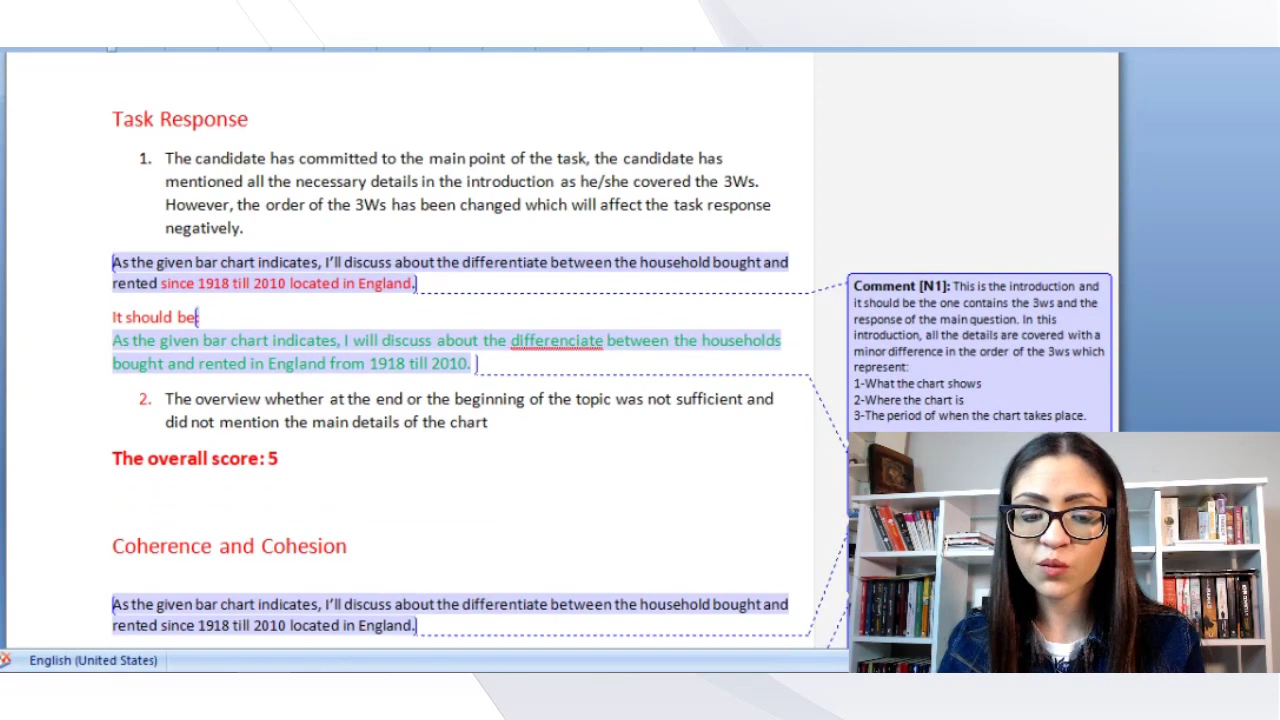 Task Response
1. The candidate has committed to the main point of the task, the candidate has
mentioned all the necessary details in the introduction as he/she covered the 3Ws.
However, the order of the 3Ws has been changed which will affect the task response
negatively.
As the given bar chart indicates, I'll discuss about the differentiate between the household bought and
rented since 1918 till 2010 located in England.
It should be:
As the given bar chart indicates, I will discuss about the differenciate between the households
bought and rented in England from 1918 till 2010.
2. The overview whether at the end or the beginning of the topic was not sufficient and
did not mention the main details of the chart
The overall score: 5
Coherence and Cohesion
As the given bar chart indicates, I'll discuss about the differentiate between the household bought and
rented since 1918 till 2010 located in England.
Comment [N1]: This is the introduction and
it should be the one contains the 3ws and the
response of the main question. In this
introduction, all the details are covered with a
minor difference in the order of the 3ws which
represent:
1-What the chart shows
2-Where the chart is
3-The period of when the chart takes place.
English (United States)